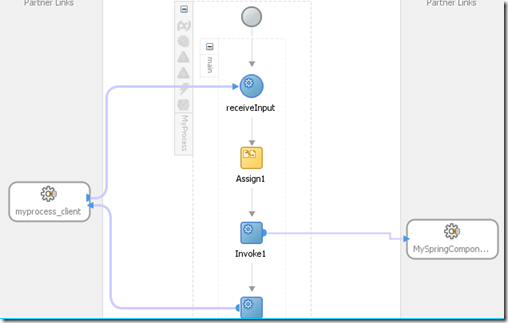 Partner Links
Partner Links
main
MyProcess
receiveInput
Assign1
myprocess_client
Invoke1
MySpringCompon...